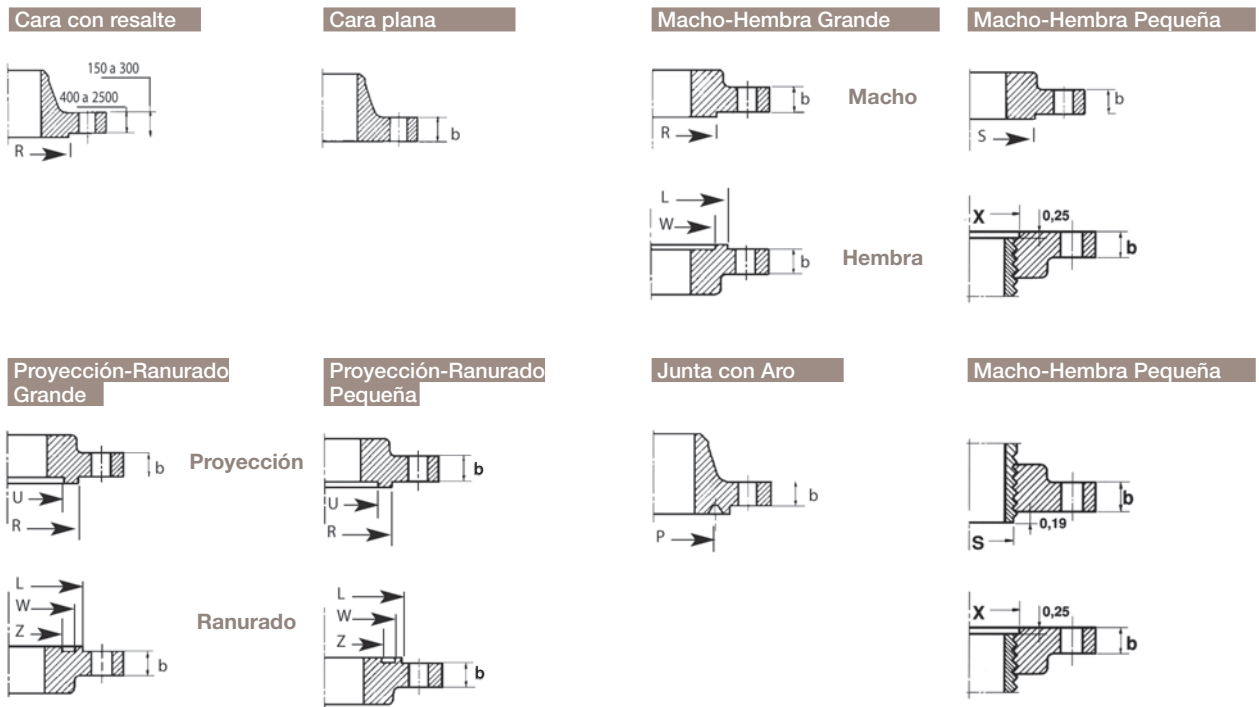 Cara con resalte
150 a 300
400 a 2500
R
Cara plana
b
Macho-Hembra Grande
b
Macho
R
Macho-Hembra Pequeña
b
S
L
W
b
Hembra
X
0,25
b
Proyección-Ranurado
Grande
b
Proyección
U
R
Proyección-Ranurado
Pequeña
b
U
R
Junta con Aro
b
P
Macho-Hembra Pequeña
b
0,19
S
L
W
Z
b
Ranurado
L
W
Z
b
X
0,25
b